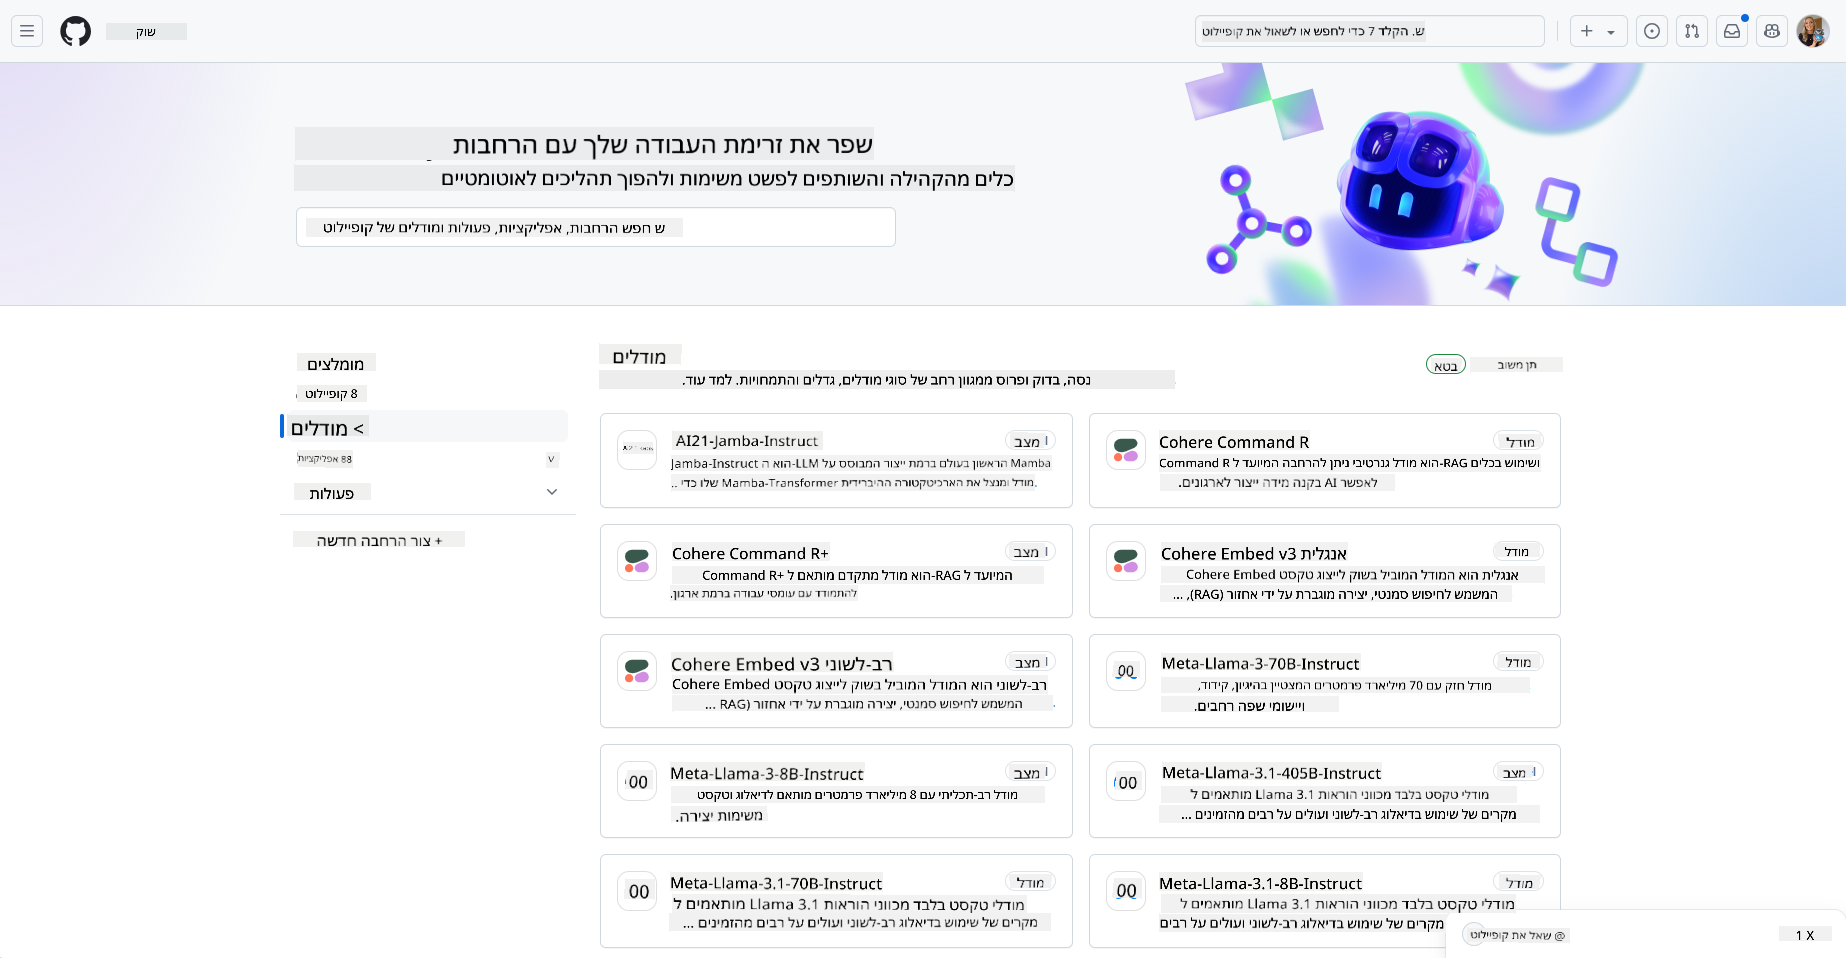 שוק
ש. הקלד 7 כדי לחפש או לשאול את קופיילוט
שפר את זרימת העבודה שלך עם הרחבות
כלים מהקהילה והשותפים לפשט משימות ולהפוך תהליכים לאוטומטיים
ש חפש הרחבות, אפליקציות, פעולות ומודלים של קופיילוט
מומלצים
8 קופיילוט
> מודלים
88 אפליקציות
v
פעולות
+ צור הרחבה חדשה
מודלים
נסה, בדוק ופרוס ממגוון רחב של סוגי מודלים, גדלים והתמחויות. למד עוד.
בטא
תן משוב
AI21-Jamba-Instruct
מצב
Jamba-Instruct הוא ה-LLM הראשון בעולם ברמת ייצור המבוסס על Mamba
מודל ומנצל את הארכיטקטורה ההיברידית Mamba-Transformer שלו כדי ..
Cohere Command R
מודל
Command R הוא מודל גנרטיבי ניתן להרחבה המיועד ל-RAG ושימוש בכלים
לאפשר AI בקנה מידה ייצור לארגונים.
Cohere Command R+
מצב
Command R+ הוא מודל מתקדם מותאם ל-RAG המיועד ל
להתמודד עם עומסי עבודה ברמת ארגון.
Cohere Embed v3 אנגלית
מודל
Cohere Embed אנגלית הוא המודל המוביל בשוק לייצוג טקסט
המשמש לחיפוש סמנטי, יצירה מוגברת על ידי אחזור (RAG), ...
Cohere Embed v3 רב-לשוני
מצב
Cohere Embed רב-לשוני הוא המודל המוביל בשוק לייצוג טקסט
המשמש לחיפוש סמנטי, יצירה מוגברת על ידי אחזור (RAG ...
00
Meta-Llama-3-70B-Instruct
מודל
מודל חזק עם 70 מיליארד פרמטרים המצטיין בהיגיון, קידוד,
ויישומי שפה רחבים.
00
Meta-Llama-3-8B-Instruct
מצב
מודל רב-תכליתי עם 8 מיליארד פרמטרים מותאם לדיאלוג וטקסט
משימות יצירה.
00
Meta-Llama-3.1-405B-Instruct
מצב
מודלי טקסט בלבד מכווני הוראות Llama 3.1 מותאמים ל
מקרים של שימוש בדיאלוג רב-לשוני ועולים על רבים מהזמינים ...
00
Meta-Llama-3.1-70B-Instruct
מודל
מודלי טקסט בלבד מכווני הוראות Llama 3.1 מותאמים ל
מקרים של שימוש בדיאלוג רב-לשוני ועולים על רבים מהזמינים ...
00
Meta-Llama-3.1-8B-Instruct
מודל
מודלי טקסט בלבד מכווני הוראות Llama 3.1 מותאמים ל
מקרים של שימוש בדיאלוג רב-לשוני ועולים על רבים
@ שאל את קופיילוט
1 X